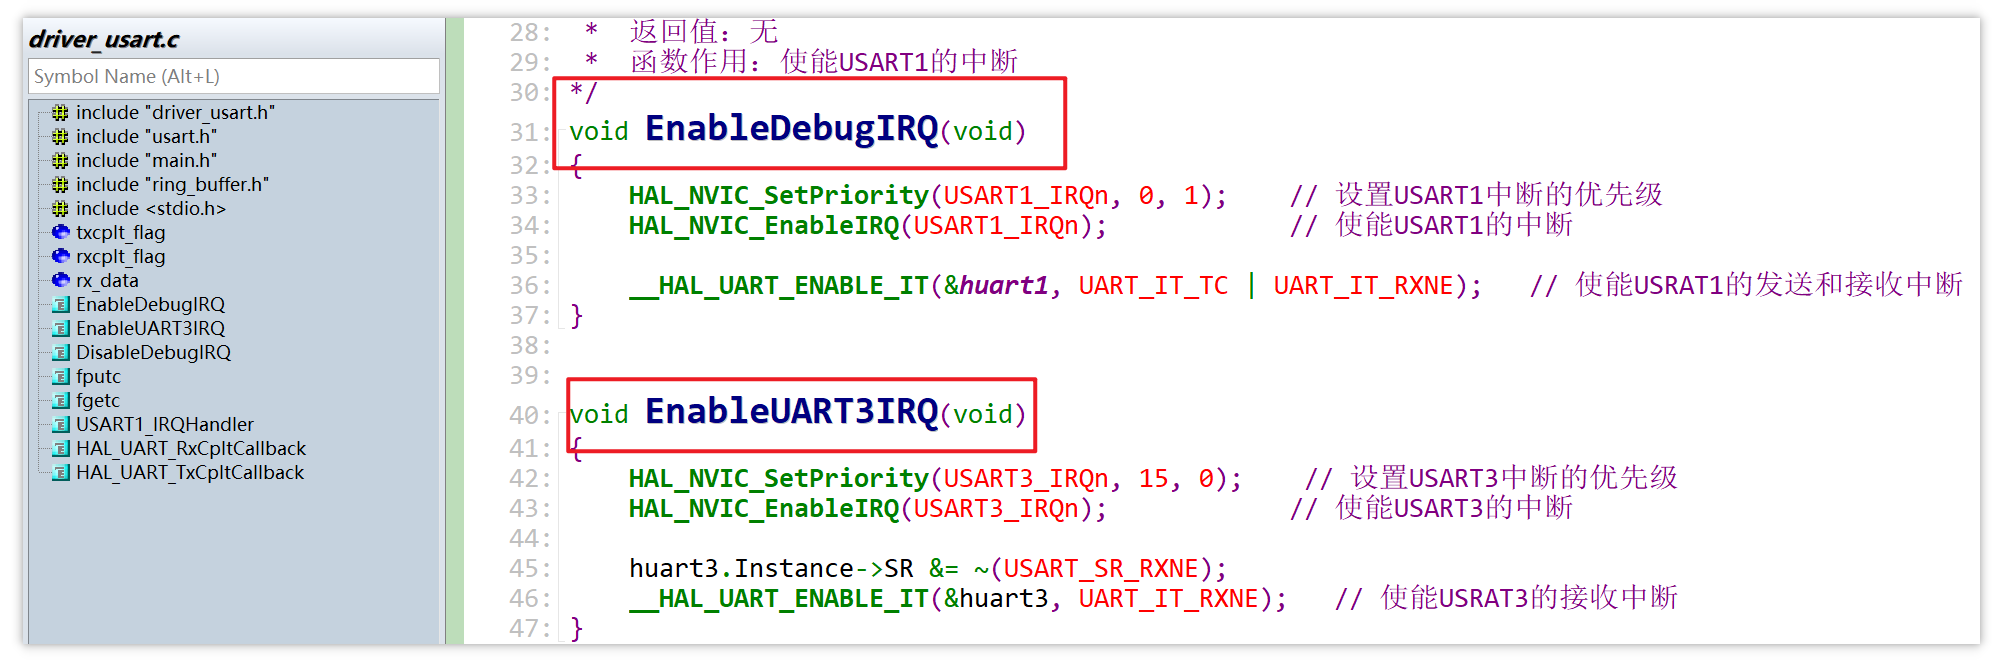 driver_usart.c
Symbol Name (Alt+L)
include "driver_usart.h"
include "usart.h"
include "main.h"
include "ring_buffer.h"
include <stdio.h>
txcplt_flag
rxcplt_flag
rx_data
EnableDebugIRQ
EnableUART3IRQ
DisableDebugIRQ
fputc
fgetc
USART1_IRQHandler
HAL_UART_RxCpltCallback
HAL_UART_TxCpltCallback
28: * 返回值: 无
29: * 函数作用: 使能USART1的中断
30: */
31: void EnableDebugIRQ(void)
32: {
33: HAL_NVIC_SetPriority(USART1_IRQn, 0, 1); // 设置USART1中断的优先级
34: HAL_NVIC_EnableIRQ(USART1_IRQn); // 使能USART1的中断
35:
36: __HAL_UART_ENABLE_IT(&huart1, UART_IT_TC | UART_IT_RXNE); // 使能USRAT1的发送和接收中断
37: }
38:
39:
40: void EnableUART3IRQ(void)
41: {
42: HAL_NVIC_SetPriority(USART3_IRQn, 15, 0); // 设置USART3中断的优先级
43: HAL_NVIC_EnableIRQ(USART3_IRQn); // 使能USART3的中断
44:
45: huart3.Instance->SR &= ~(USART_SR_RXNE);
46: __HAL_UART_ENABLE_IT(&huart3, UART_IT_RXNE); // 使能USRAT3的接收中断
47: }